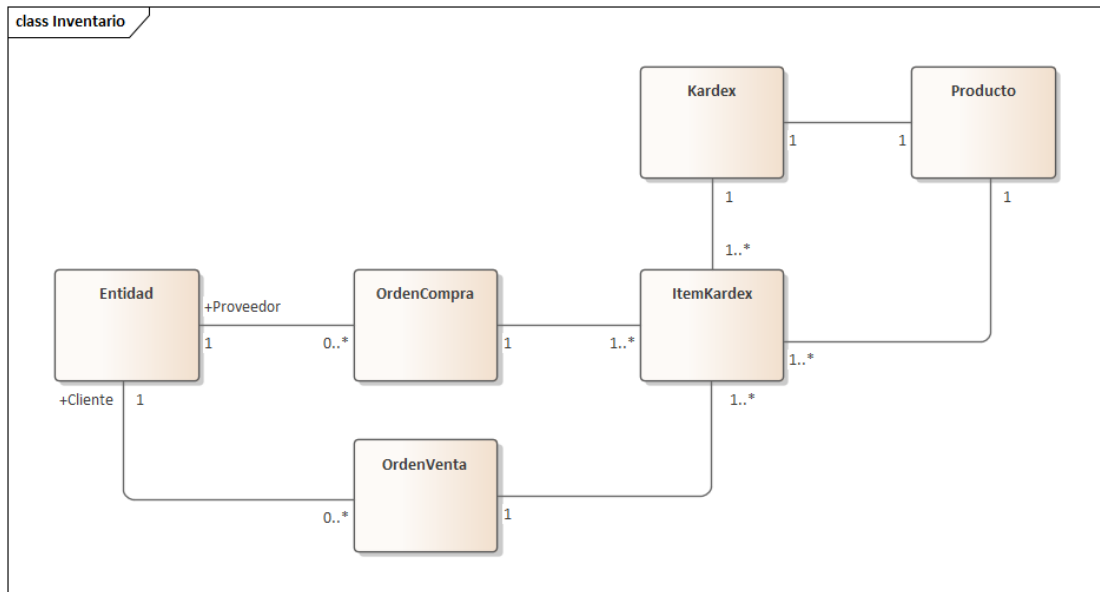 class Inventario
Kardex
Producto
1
1
1
1
1..*
Entidad
OrdenCompra
ItemKardex
+Proveedor
1
0..*
1
1..*
1..*
+Cliente
1
1..*
OrdenVenta
0..*
1